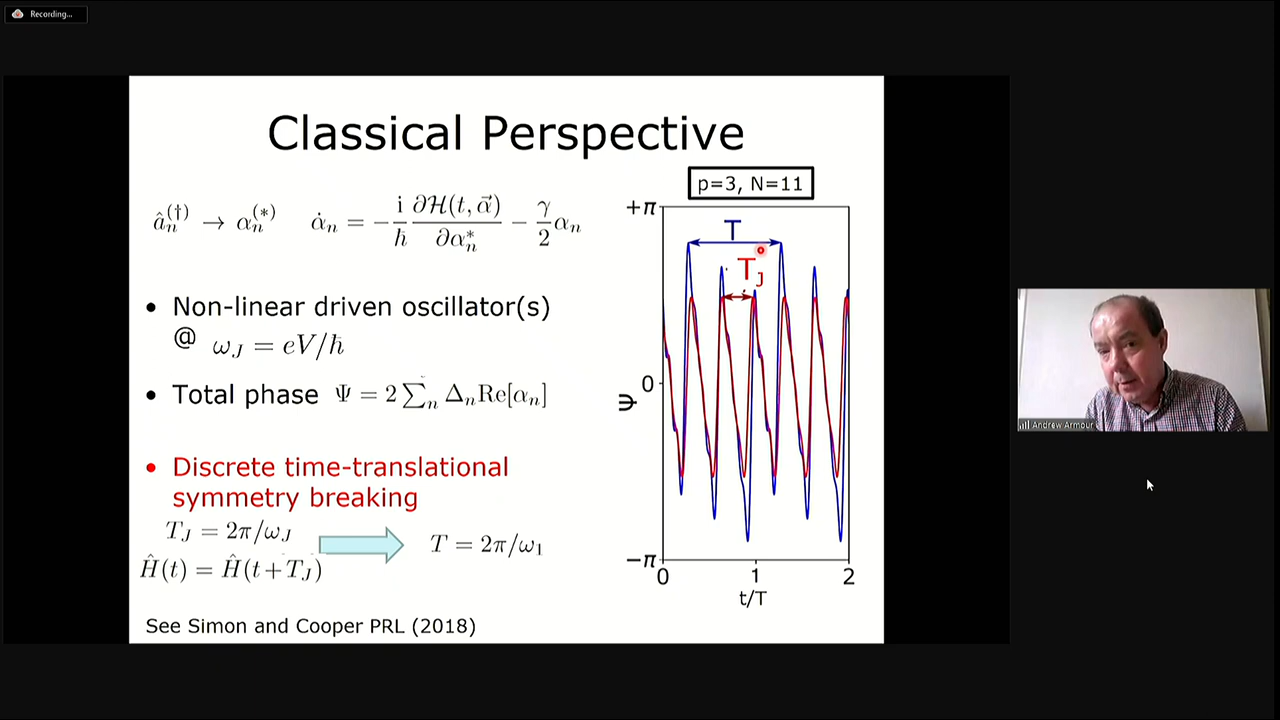 Recording...
Classical Perspective
p=3, N=11
â_n^(†) → α_n^(*)   α̇_n = −(i/ħ) ∂ℋ(t, α⃗)/∂α_n^* − (γ/2) α_n
• Non-linear driven oscillator(s)
@ ω_J = eV/ħ
• Total phase Ψ = 2 ∑_n Δ_n Re[α_n]
• Discrete time-translational
symmetry breaking
T_J = 2π/ω_J
T = 2π/ω_1
Ĥ(t) = Ĥ(t+T_J)
See Simon and Cooper PRL (2018)
+π
T
T_J
0
Ψ
−π
0 1 2
t/T
Andrew Armour